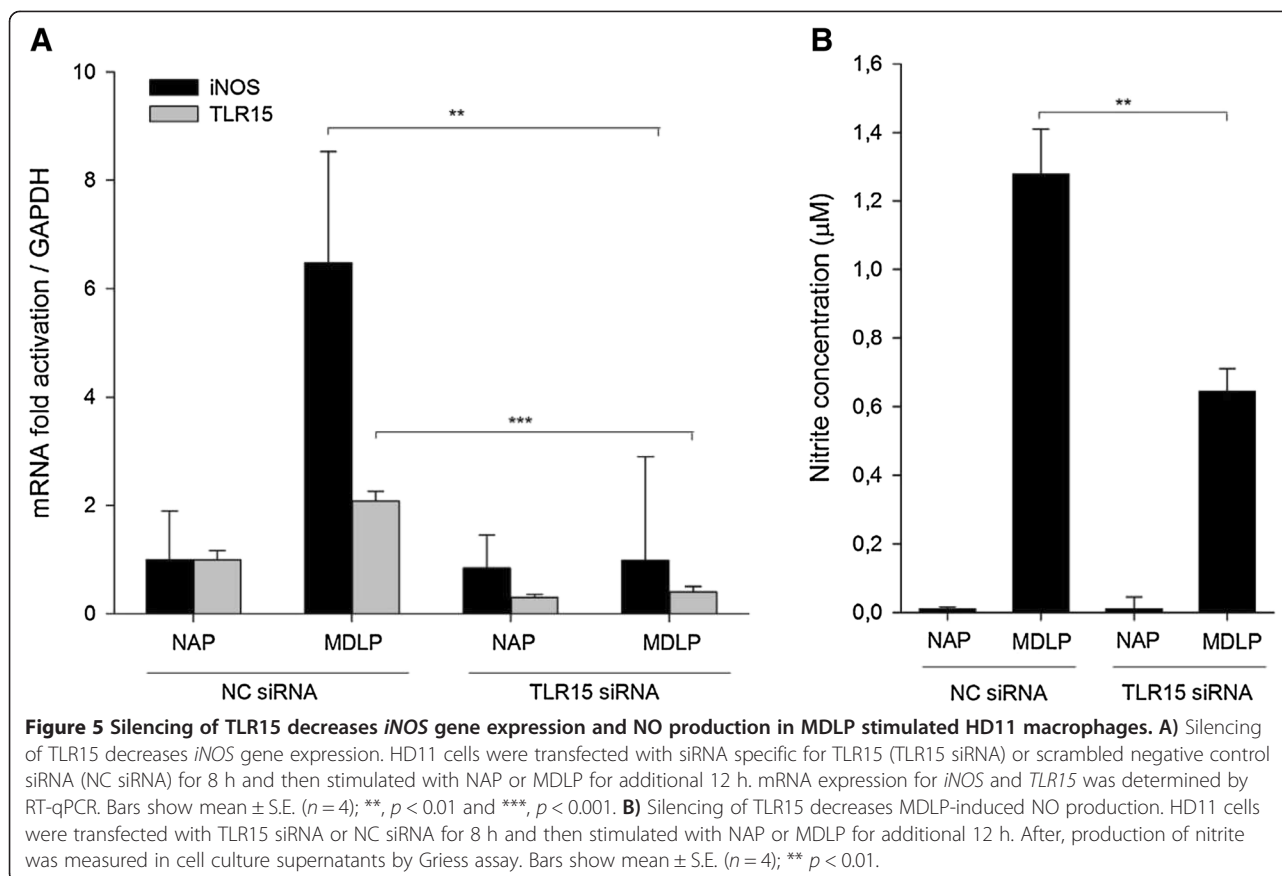 A
iNOS
TLR15
mRNA fold activation / GAPDH
10
8
6
4
2
0
**
***
NAP
MDLP
NAP
MDLP
NC siRNA
TLR15 siRNA
B
Nitrite concentration (µM)
1,6
1,4
1,2
1,0
0,8
0,6
0,4
0,2
0,0
**
NAP
MDLP
NAP
MDLP
NC siRNA
TLR15 siRNA
Figure 5 Silencing of TLR15 decreases iNOS gene expression and NO production in MDLP stimulated HD11 macrophages. A) Silencing
of TLR15 decreases iNOS gene expression. HD11 cells were transfected with siRNA specific for TLR15 (TLR15 siRNA) or scrambled negative control
siRNA (NC siRNA) for 8 h and then stimulated with NAP or MDLP for additional 12 h. mRNA expression for iNOS and TLR15 was determined by
RT-qPCR. Bars show mean ± S.E. (n = 4); **, p < 0.01 and ***, p < 0.001. B) Silencing of TLR15 decreases MDLP-induced NO production. HD11 cells
were transfected with TLR15 siRNA or NC siRNA for 8 h and then stimulated with NAP or MDLP for additional 12 h. After, production of nitrite
was measured in cell culture supernatants by Griess assay. Bars show mean ± S.E. (n = 4); ** p < 0.01.